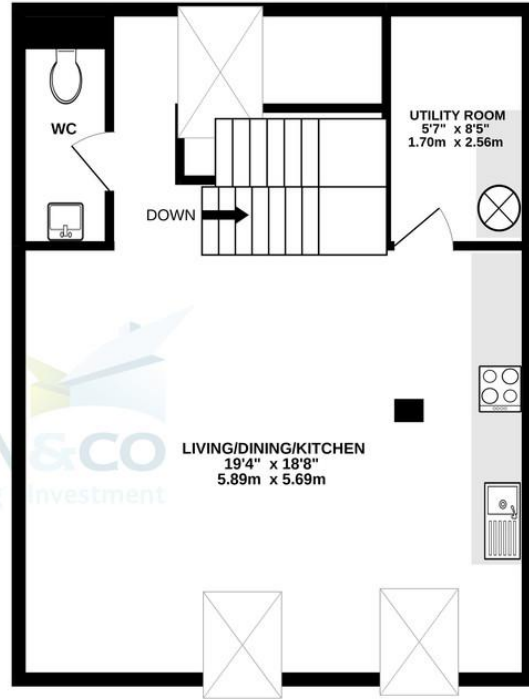 WC
UTILITY ROOM
5'7" x 8'5"
1.70m x 2.56m
DOWN
LIVING/DINING/KITCHEN
19'4" x 18'8"
5.89m x 5.69m
&CO
Investment